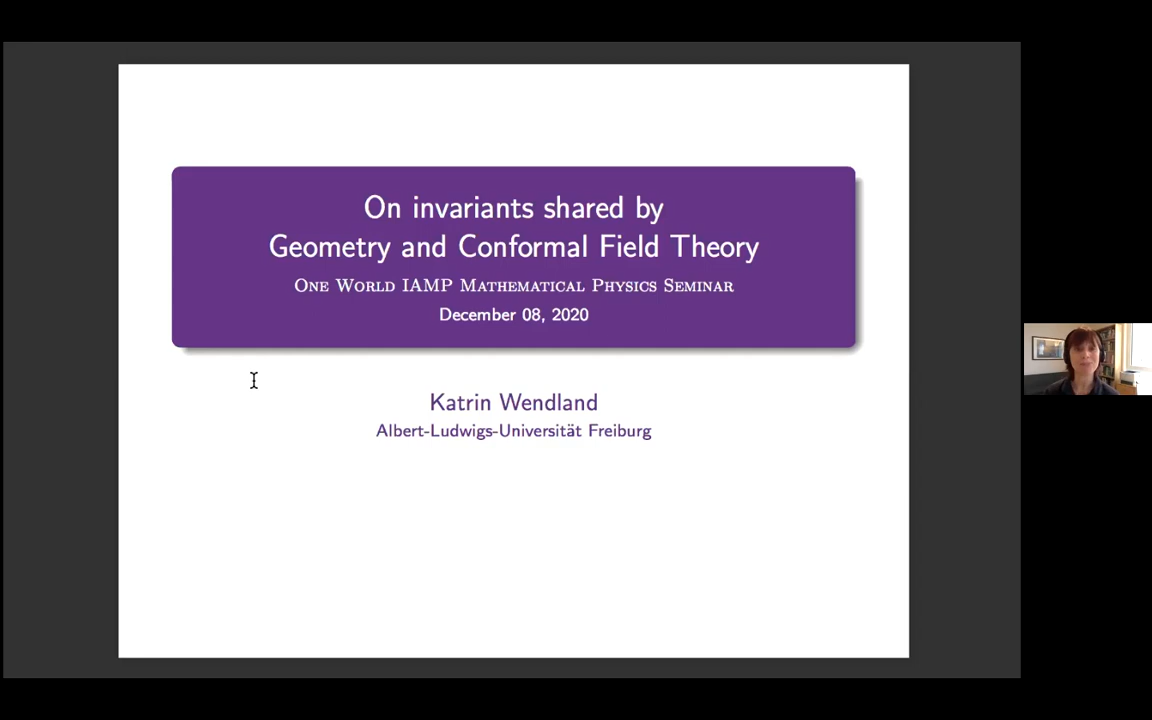 On invariants shared by
Geometry and Conformal Field Theory
One World IAMP Mathematical Physics Seminar
December 08, 2020
Katrin Wendland
Albert-Ludwigs-Universität Freiburg